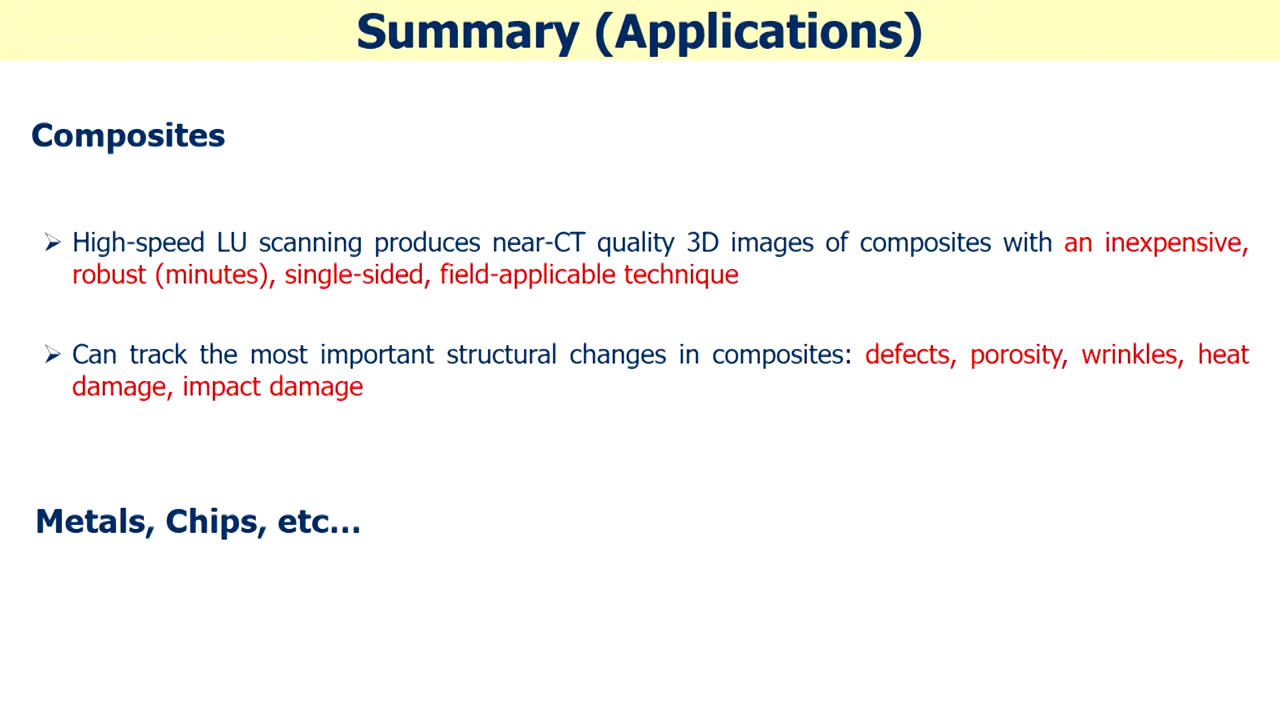 Summary (Applications)
Composites
➢ High-speed LU scanning produces near-CT quality 3D images of composites with an inexpensive,
robust (minutes), single-sided, field-applicable technique
➢ Can track the most important structural changes in composites: defects, porosity, wrinkles, heat
damage, impact damage
Metals, Chips, etc…